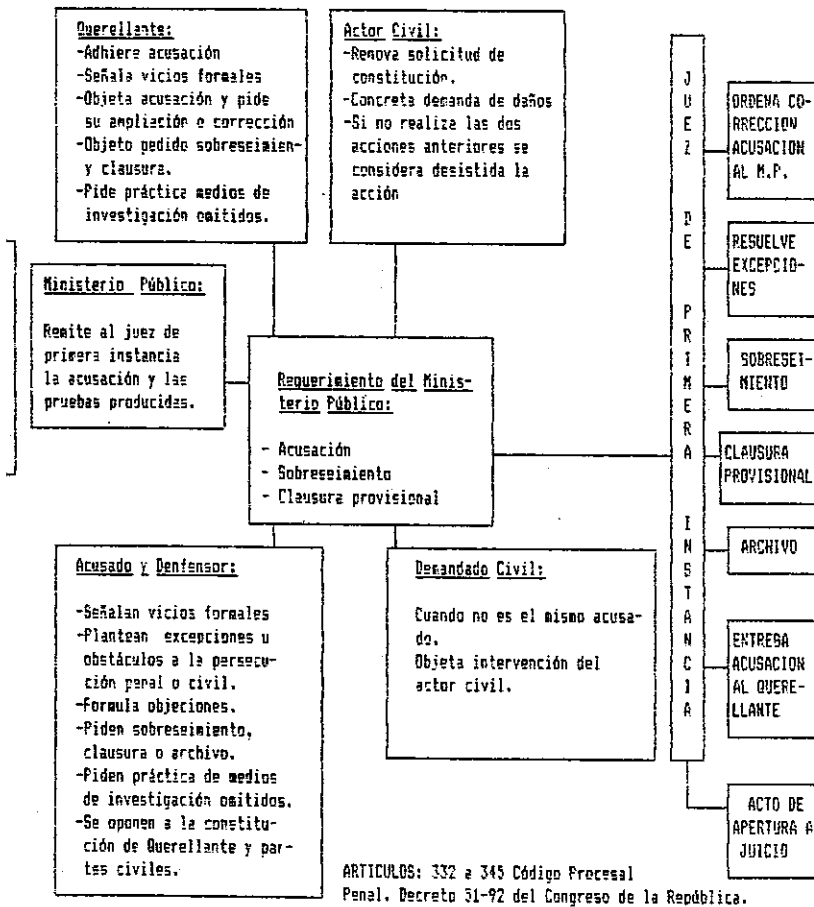 Querellante:
-Adhiere acusación
-Señala vicios formales
-Objeta acusación y pide
su ampliación o corrección
-Objeto pedido sobreseimien-
y clausura.
-Pide práctica medios de
investigación omitidos.
Actor Civil:
-Renova solicitud de
constitución.
-Concreta demanda de daños
-Si no realiza las dos
acciones anteriores se
considera desistida la
acción
Ministerio Público:
Remite al juez de
primera instancia
la acusación y las
pruebas producidas.
Requerimiento del Minis-
terio Público:
- Acusación
- Sobreseimiento
- Clausura provisional
Acusado y Denfensor:
-Señalan vicios formales
-Plantean excepciones u
obstáculos a la persecu-
ción penal o civil.
-Formula objeciones.
-Piden sobreseimiento,
clausura o archivo.
-Piden práctica de medios
de investigación omitidos.
-Se oponen a la constitu-
ción de Querellante y par-
tes civiles.
Demandado Civil:
Cuando no es el mismo acusa-
do.
Objeta intervención del
actor civil.
JUEZ DE PRIMERA INSTANCIA
ORDENA CO-
RRECCION
ACUSACION
AL M.P.
RESUELVE
EXCEPCIO-
NES
SOBRESEI-
MIENTO
CLAUSURA
PROVISIONAL
ARCHIVO
ENTREGA
ACUSACION
AL QUERE-
LLANTE
ACTO DE
APERTURA A
JUICIO
ARTICULOS: 332 a 345 Código Procesal
Penal. Decreto 51-92 del Congreso de la República.